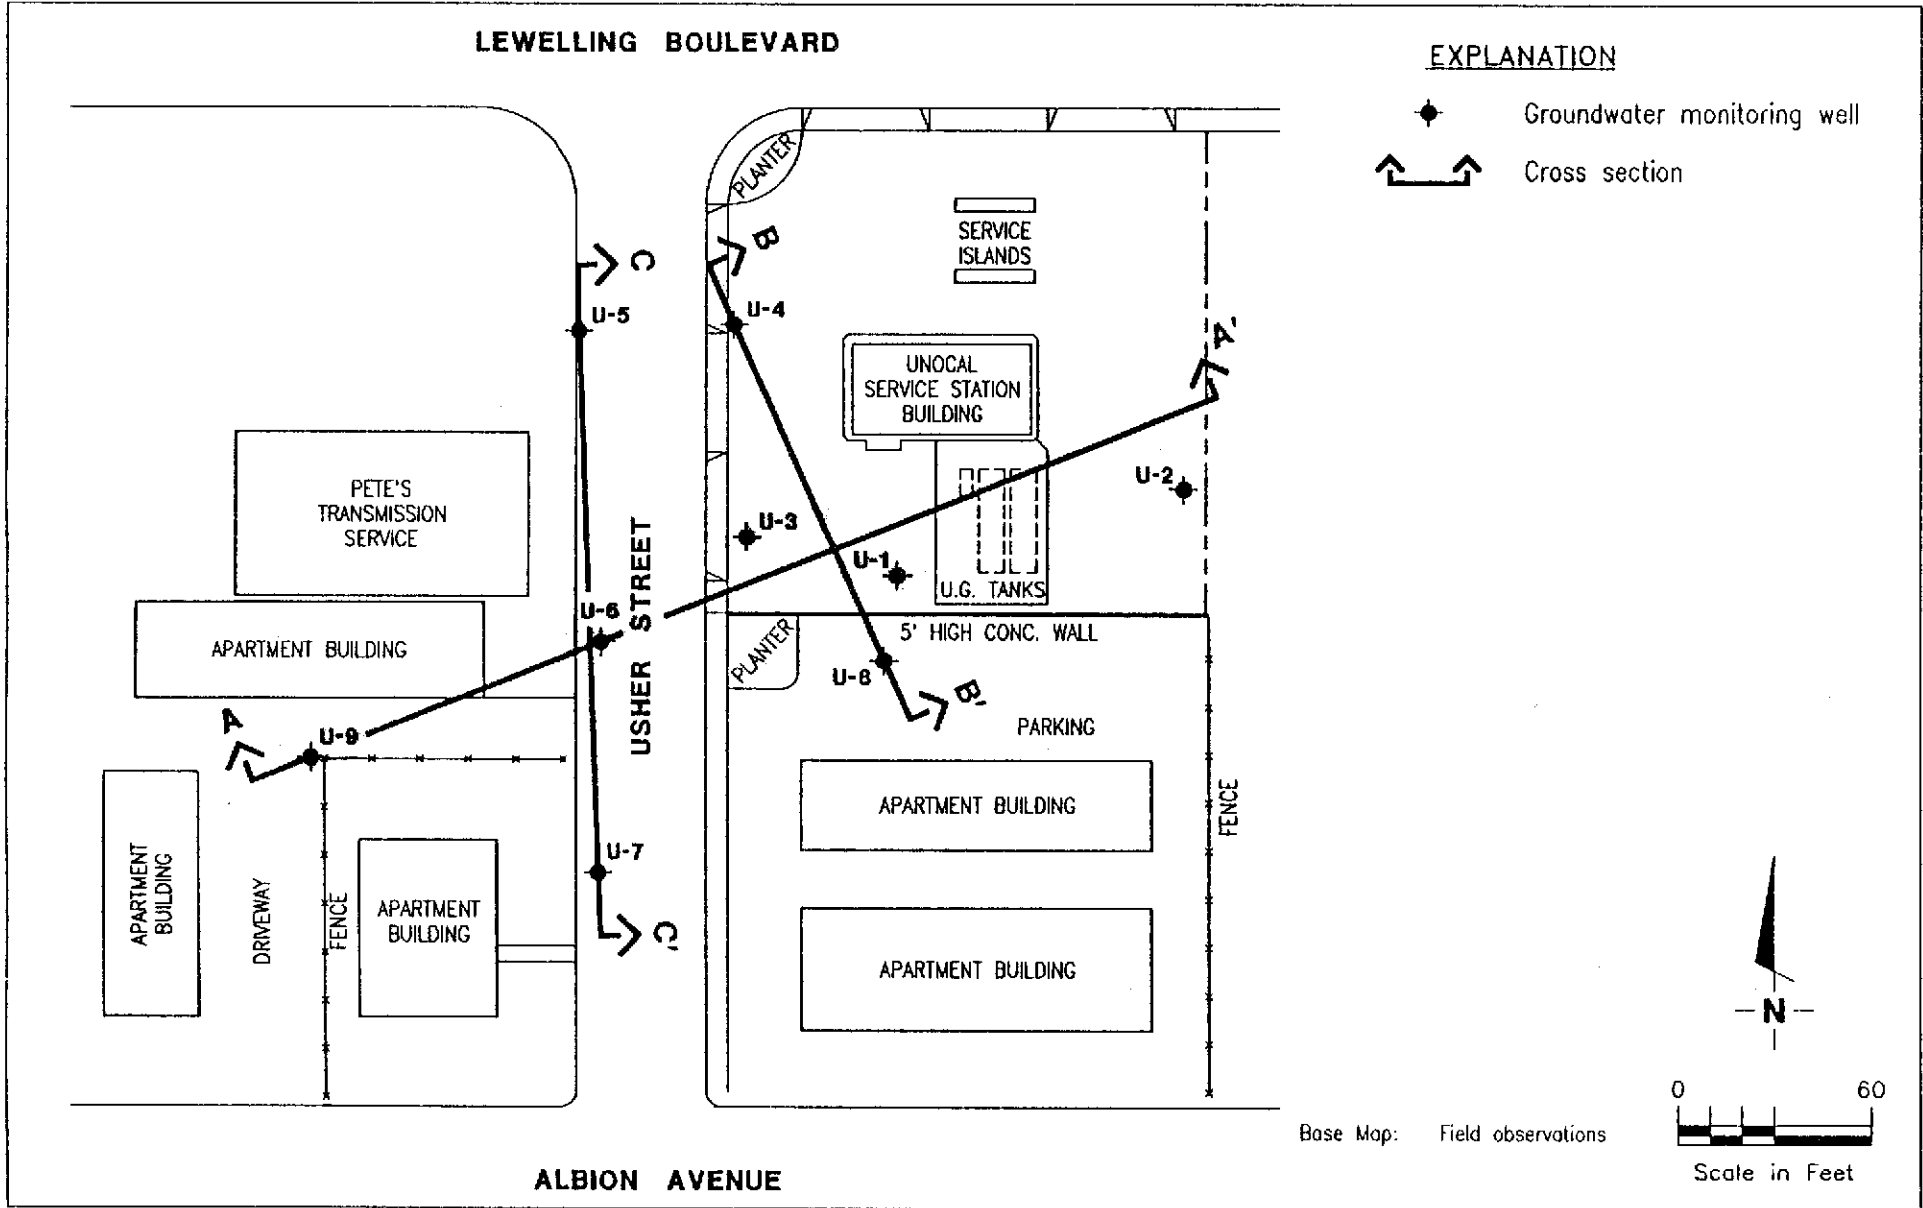 LEWELLING BOULEVARD
EXPLANATION
Groundwater monitoring well
Cross section
PLANTER
SERVICE
ISLANDS
C
B
U-5
U-4
A'
UNOCAL
SERVICE STATION
BUILDING
U-2
PETE'S
TRANSMISSION
SERVICE
U-3
U-1
U.G. TANKS
USHER STREET
U-6
APARTMENT BUILDING
5' HIGH CONC. WALL
PLANTER
U-8
B'
PARKING
A
U-9
APARTMENT BUILDING
FENCE
U-7
APARTMENT
BUILDING
DRIVEWAY
FENCE
APARTMENT
BUILDING
C'
APARTMENT BUILDING
N
0 60
Base Map: Field observations
Scale in Feet
ALBION AVENUE